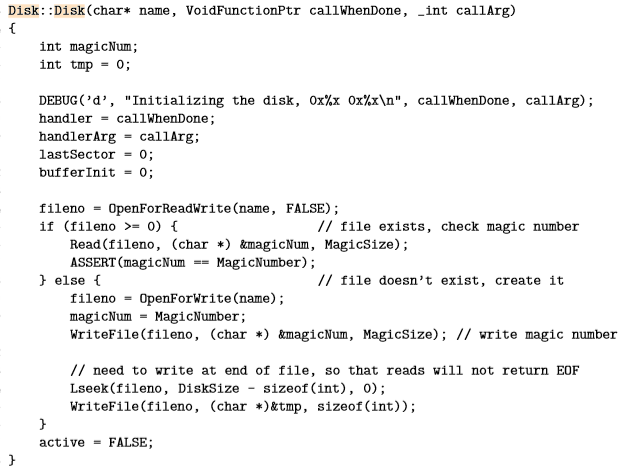 Disk::Disk(char* name, VoidFunctionPtr callWhenDone, _int callArg)
{
    int magicNum;
    int tmp = 0;

    DEBUG('d', "Initializing the disk, 0x%x 0x%x\n", callWhenDone, callArg);
    handler = callWhenDone;
    handlerArg = callArg;
    lastSector = 0;
    bufferInit = 0;

    fileno = OpenForReadWrite(name, FALSE);
    if (fileno >= 0) {                  // file exists, check magic number
        Read(fileno, (char *) &magicNum, MagicSize);
        ASSERT(magicNum == MagicNumber);
    } else {                            // file doesn't exist, create it
        fileno = OpenForWrite(name);
        magicNum = MagicNumber;
        WriteFile(fileno, (char *) &magicNum, MagicSize); // write magic number

        // need to write at end of file, so that reads will not return EOF
        Lseek(fileno, DiskSize - sizeof(int), 0);
        WriteFile(fileno, (char *)&tmp, sizeof(int));
    }
    active = FALSE;
}